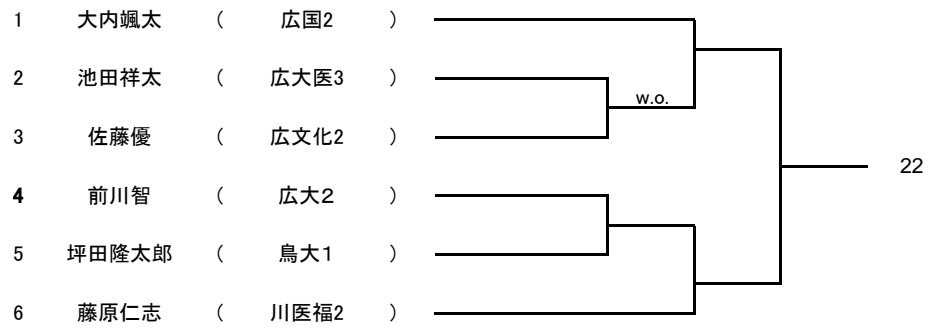 1 大内颯太 ( 広国2 )
2 池田祥太 ( 広大医3 )
w.o.
3 佐藤優 ( 広文化2 )
22
4 前川智 ( 広大２ )
5 坪田隆太郎 ( 鳥大1 )
6 藤原仁志 ( 川医福2 )